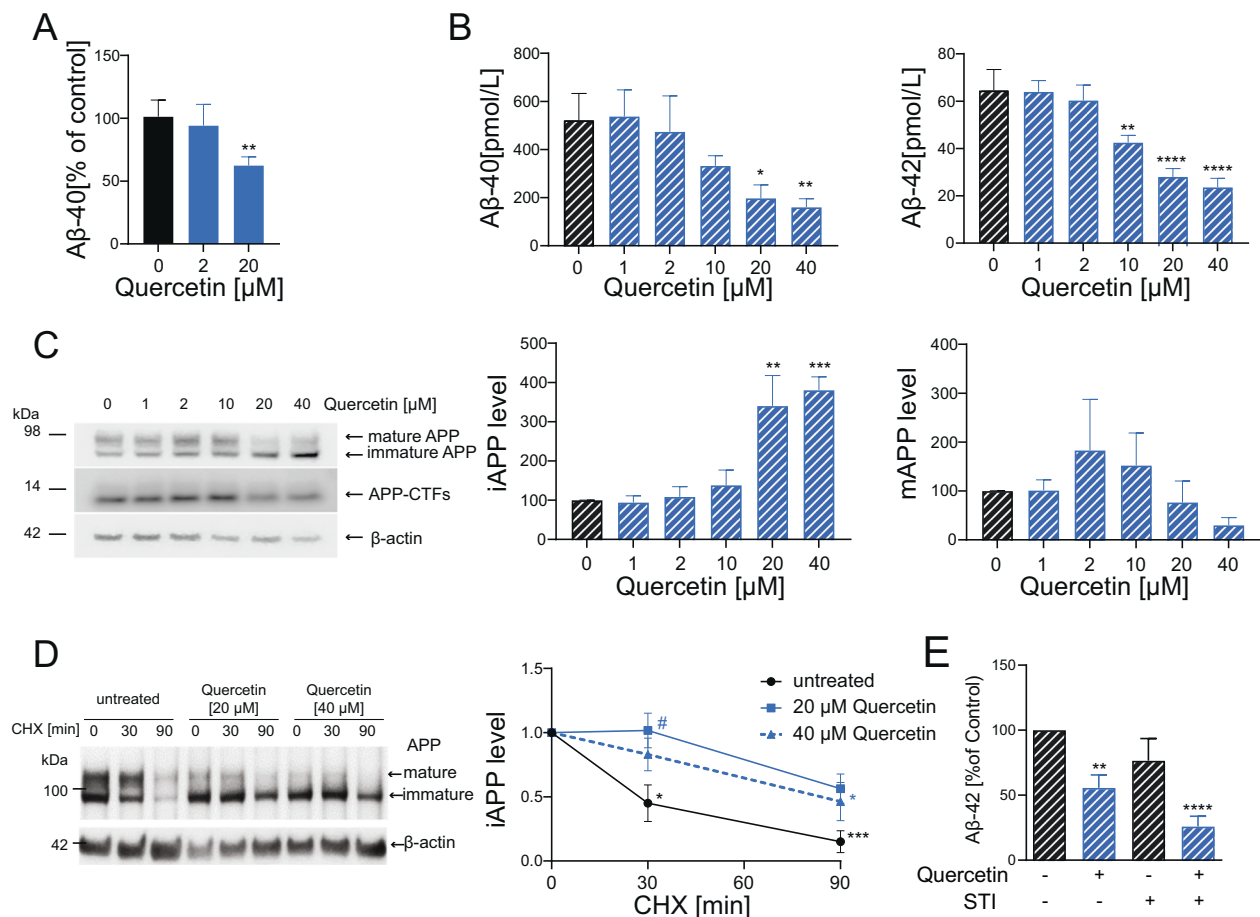 A
Aβ-40[% of control]
150
100
50
0
**
0 2 20
Quercetin [µM]
B
Aβ-40[pmol/L]
800
600
400
200
0
* **
0 1 2 10 20 40
Quercetin [µM]
Aβ-42[pmol/L]
80
60
40
20
0
** **** ****
0 1 2 10 20 40
Quercetin [µM]
C
0 1 2 10 20 40 Quercetin [µM]
kDa
98
← mature APP
← immature APP
14
← APP-CTFs
42
← β-actin
iAPP level
500
400
300
200
100
0
** ***
0 1 2 10 20 40
Quercetin [µM]
mAPP level
400
300
200
100
0
0 1 2 10 20 40
Quercetin [µM]
D
untreated
Quercetin
[20 µM]
Quercetin
[40 µM]
CHX [min] 0 30 90 0 30 90 0 30 90
kDa
APP
←mature
100
←immature
42
←β-actin
iAPP level
1.5
1.0
0.5
0.0
#
*
*
***
0 30 60 90
CHX [min]
untreated
20 µM Quercetin
40 µM Quercetin
E
Aβ-42 [%of Control)
150
100
50
0
** ****
Quercetin - + - +
STI - - + +